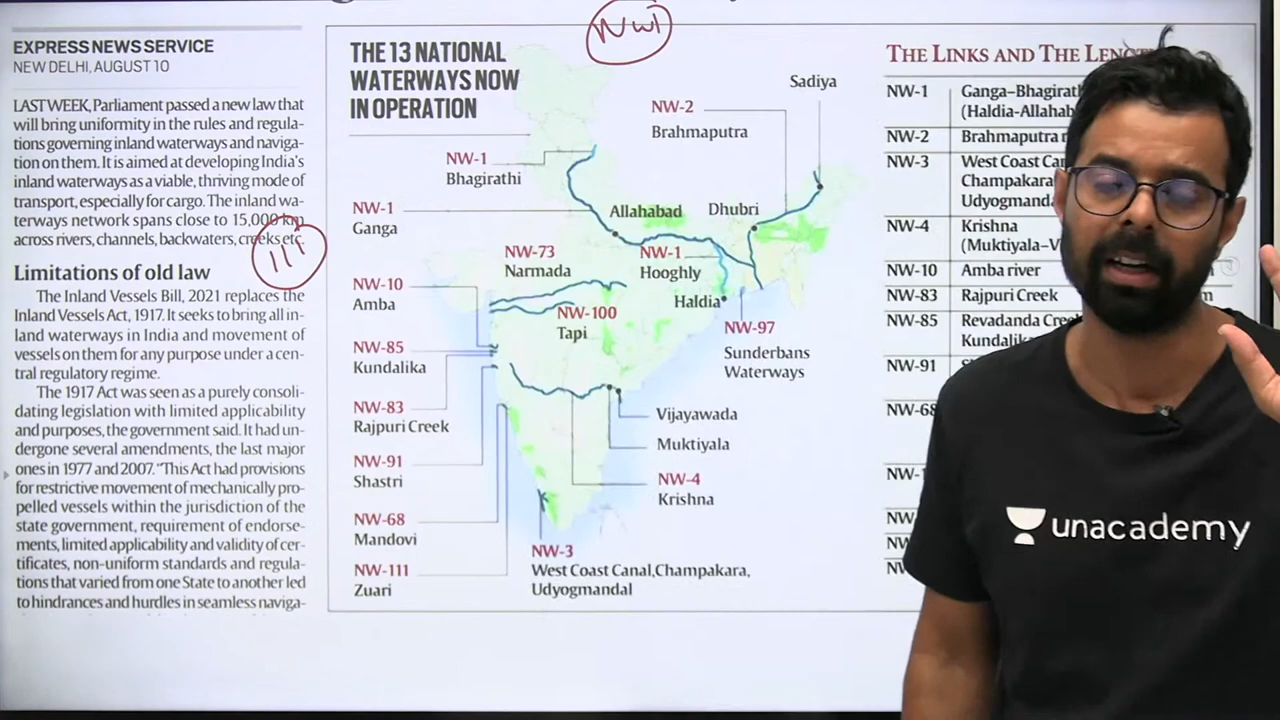 NW1
EXPRESS NEWS SERVICE
NEW DELHI, AUGUST 10
LAST WEEK, Parliament passed a new law that
will bring uniformity in the rules and regula-
tions governing inland waterways and naviga-
tion on them. It is aimed at developing India's
inland waterways as a viable, thriving mode of
transport, especially for cargo. The inland wa-
terways network spans close to 15,000 km
across rivers, channels, backwaters, creeks etc.
111
Limitations of old law
The Inland Vessels Bill, 2021 replaces the
Inland Vessels Act, 1917. It seeks to bring all in-
land waterways in India and movement of
vessels on them for any purpose under a cen-
tral regulatory regime.
The 1917 Act was seen as a purely consoli-
dating legislation with limited applicability
and purposes, the government said. It had un-
dergone several amendments, the last major
ones in 1977 and 2007. "This Act had provisions
for restrictive movement of mechanically pro-
pelled vessels within the jurisdiction of the
state government, requirement of endorse-
ments, limited applicability and validity of cer-
tificates, non-uniform standards and regula-
tions that varied from one State to another led
to hindrances and hurdles in seamless naviga-
THE 13 NATIONAL
WATERWAYS NOW
IN OPERATION
Sadiya
NW-2
Brahmaputra
NW-1
Bhagirathi
NW-1
Ganga
Allahabad
Dhubri
NW-73
Narmada
NW-1
Hooghly
NW-10
Amba
Haldia
NW-100
Tapi
NW-97
Sunderbans
Waterways
NW-85
Kundalika
NW-83
Rajpuri Creek
Vijayawada
Muktiyala
NW-91
Shastri
NW-4
Krishna
NW-68
Mandovi
NW-3
West Coast Canal,Champakara,
Udyogmandal
NW-111
Zuari
THE LINKS AND THE
NW-1 Ganga–Bhagirat
(Haldia-Allahab
NW-2 Brahmaputra
NW-3 West Coast Ca
Champakara
Udyogmand
NW-4 Krishna
(Muktiyala–V
NW-10 Amba river
NW-83 Rajpuri Creek m
NW-85 Revadanda Cree
Kundalik
NW-91
NW-68
NW-
NW
NW
NW
unacademy